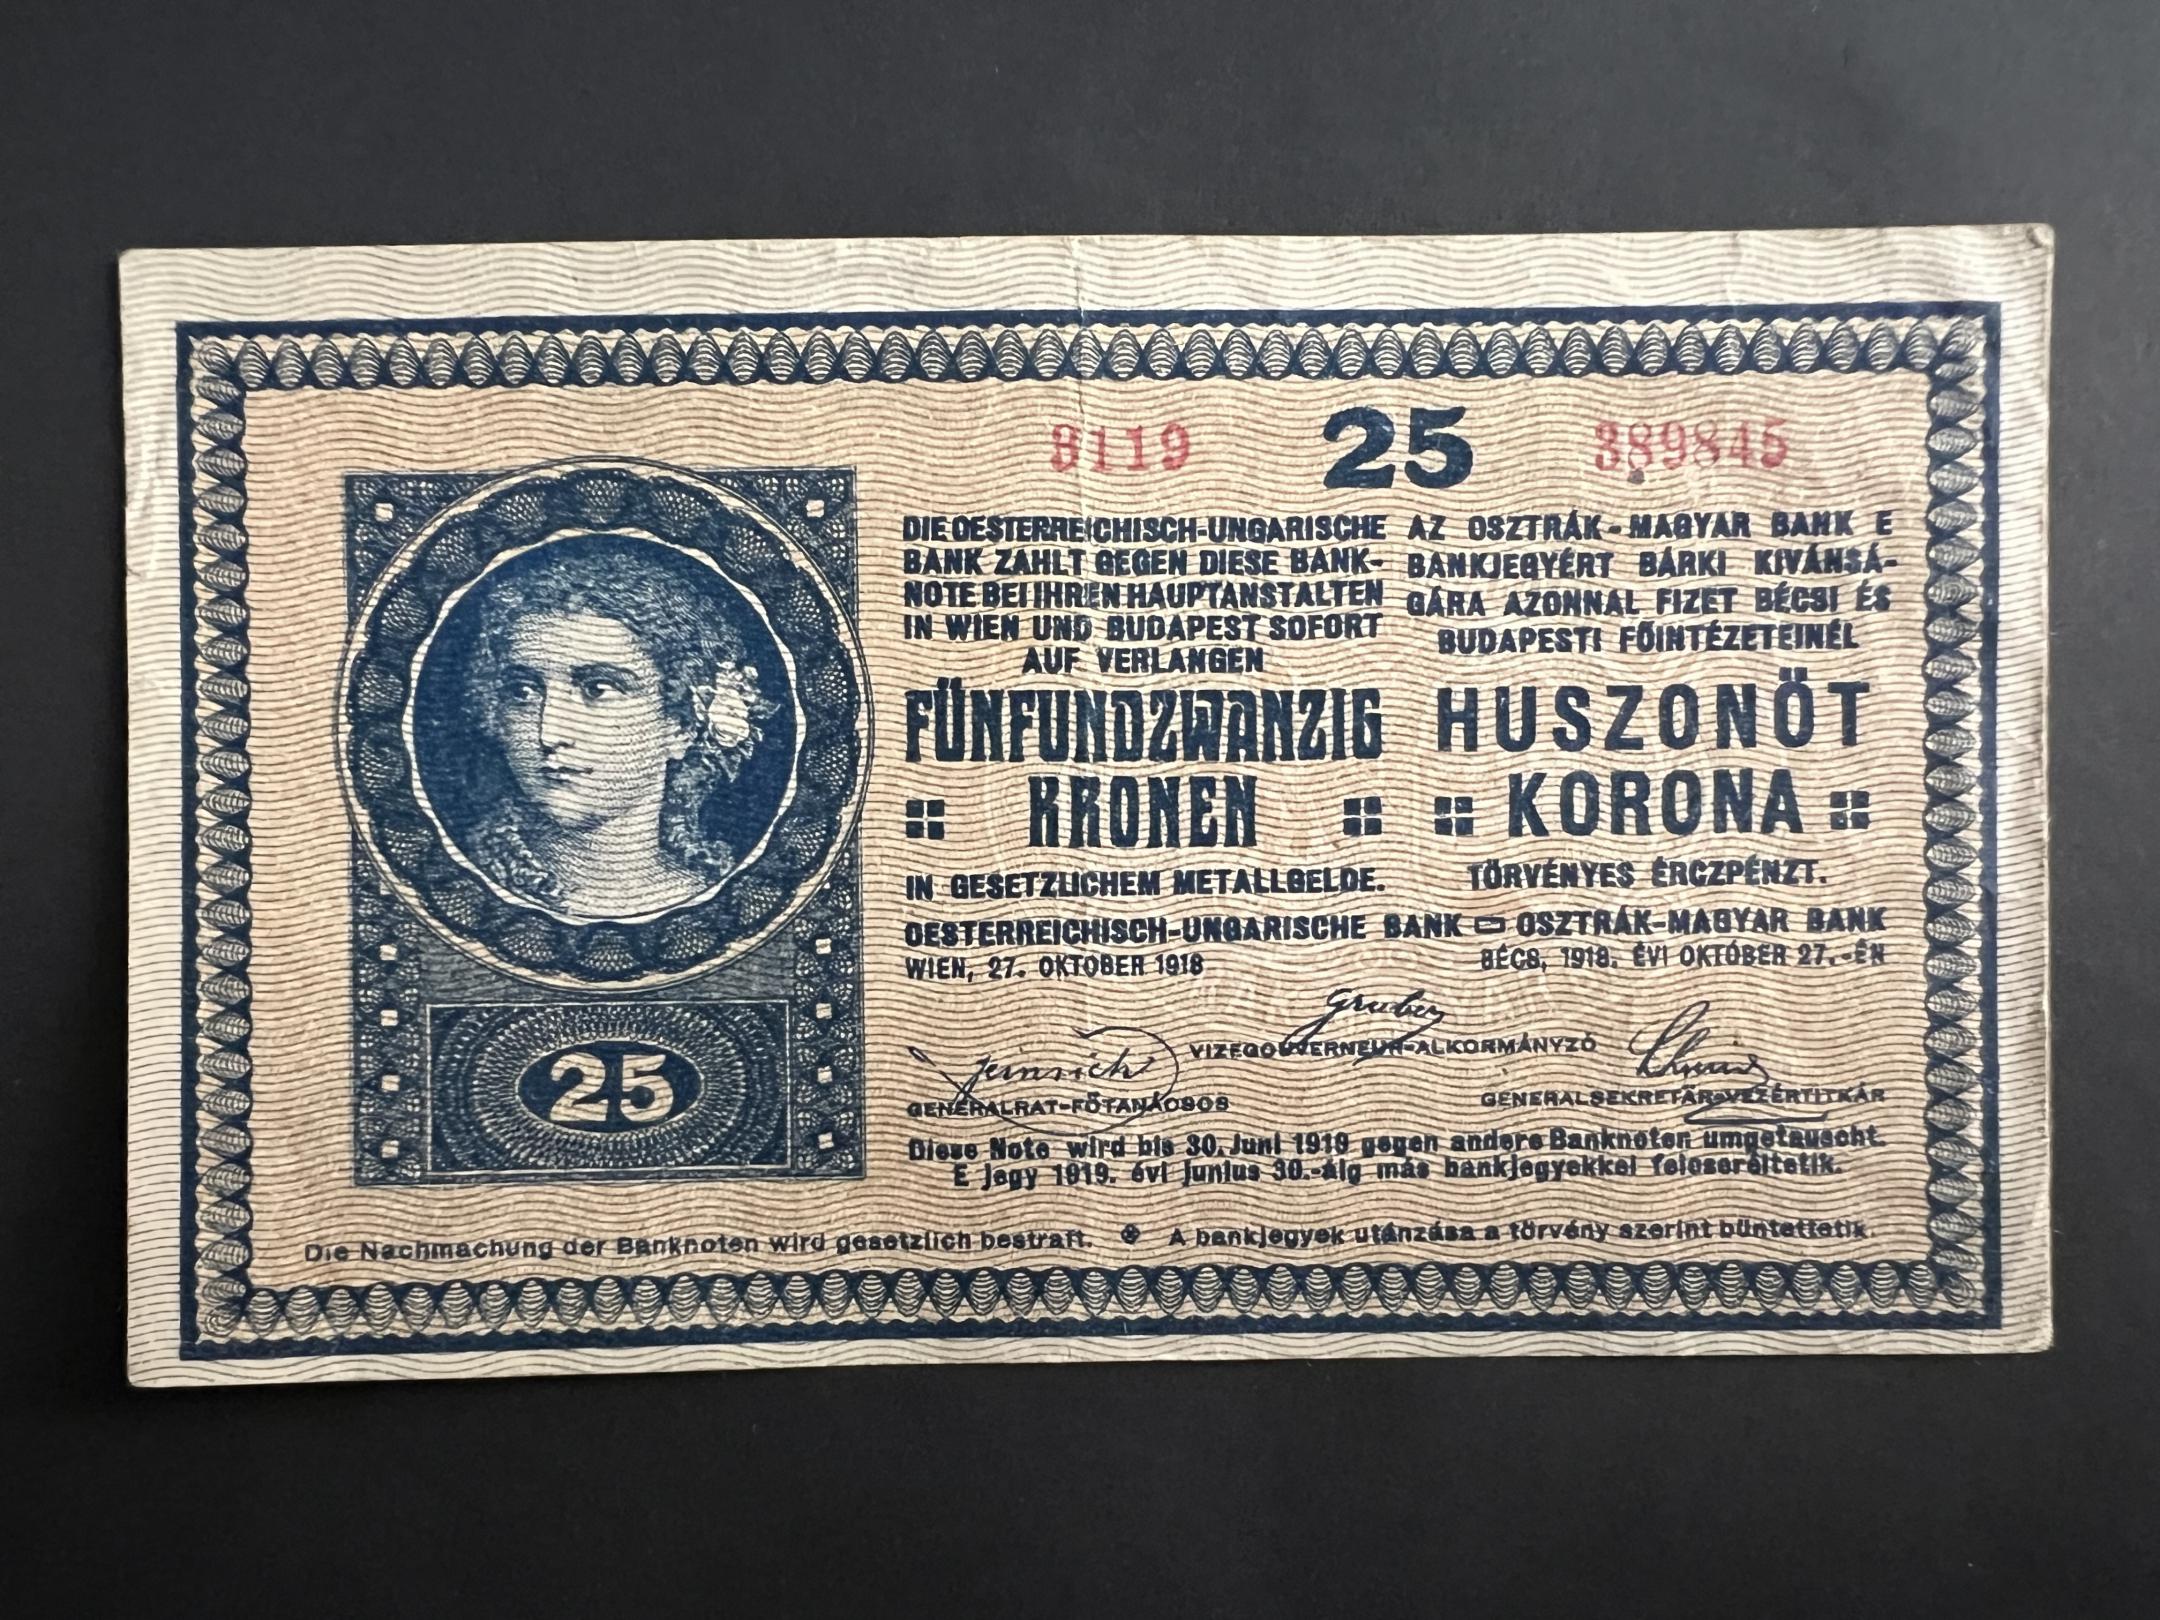 3119 25 389845
DIE OESTERREICHISCH-UNGARISCHE
BANK ZAHLT GEGEN DIESE BANK-
NOTE BEI IHREN HAUPTANSTALTEN
IN WIEN UND BUDAPEST SOFORT
AUF VERLANGEN
FÜNFUNDZWANZIG
KRONEN
IN GESETZLICHEM METALLGELDE.
AZ OSZTRÁK-MAGYAR BANK E
BANKJEGYÉRT BÁRKI KIVÁNSÁ-
GÁRA AZONNAL FIZET BÉCSI ÉS
BUDAPESTI FŐINTÉZETEINÉL
HUSZONÖT
KORONA
TÖRVÉNYES ÉRCZPÉNZT.
OESTERREICHISCH-UNGARISCHE BANK OSZTRÁK-MAGYAR BANK
WIEN, 27. OKTOBER 1918 BÉCS, 1918. ÉVI OKTÓBER 27.-ÉN
Gruber
VIZEGOUVERNEUR-ALKORMÁNYZÓ
GENERALRAT-FŐTANÁCSOS
GENERALSEKRETÄR-VEZÉRTITKÁR
25
Diese Note wird bis 30. Juni 1919 gegen andere Banknoten umgetauscht.
E jegy 1919. évi junius 30.-áig más bankjegyekkel felcseréltetik.
Die Nachmachung der Banknoten wird gesetzlich bestraft. A bankjegyek utánzása a törvény szerint büntettetik.